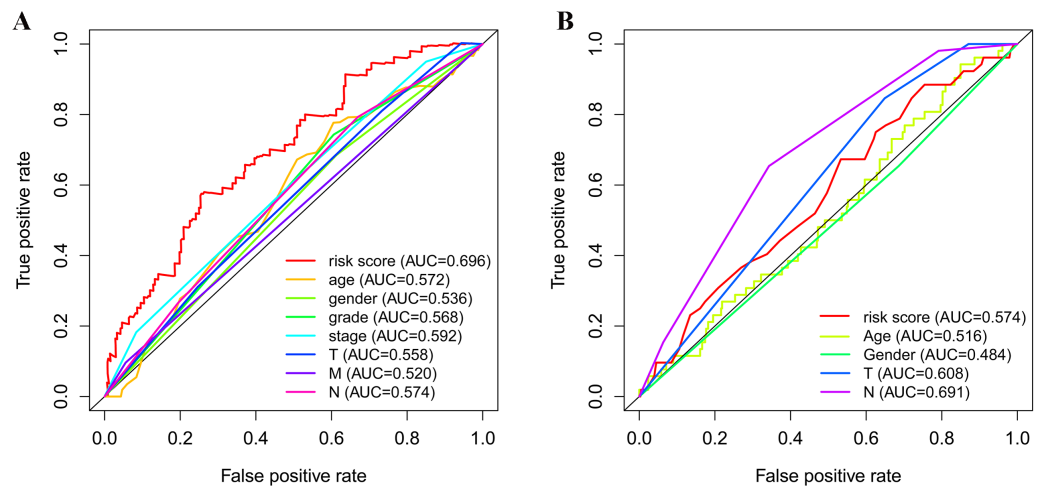 A
True positive rate
1.0
0.8
0.6
0.4
0.2
0.0
risk score (AUC=0.696)
age (AUC=0.572)
gender (AUC=0.536)
grade (AUC=0.568)
stage (AUC=0.592)
T (AUC=0.558)
M (AUC=0.520)
N (AUC=0.574)
0.0 0.2 0.4 0.6 0.8 1.0
False positive rate
B
True positive rate
1.0
0.8
0.6
0.4
0.2
0.0
risk score (AUC=0.574)
Age (AUC=0.516)
Gender (AUC=0.484)
T (AUC=0.608)
N (AUC=0.691)
0.0 0.2 0.4 0.6 0.8 1.0
False positive rate